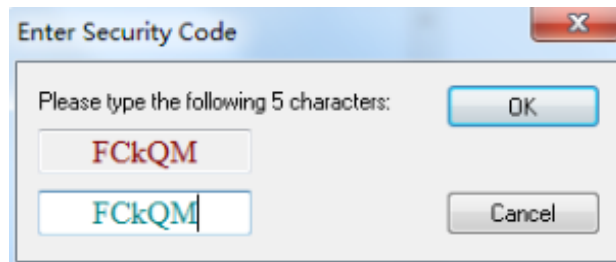 Enter Security Code
Please type the following 5 characters:
OK
FCkQM
FCkQM
Cancel